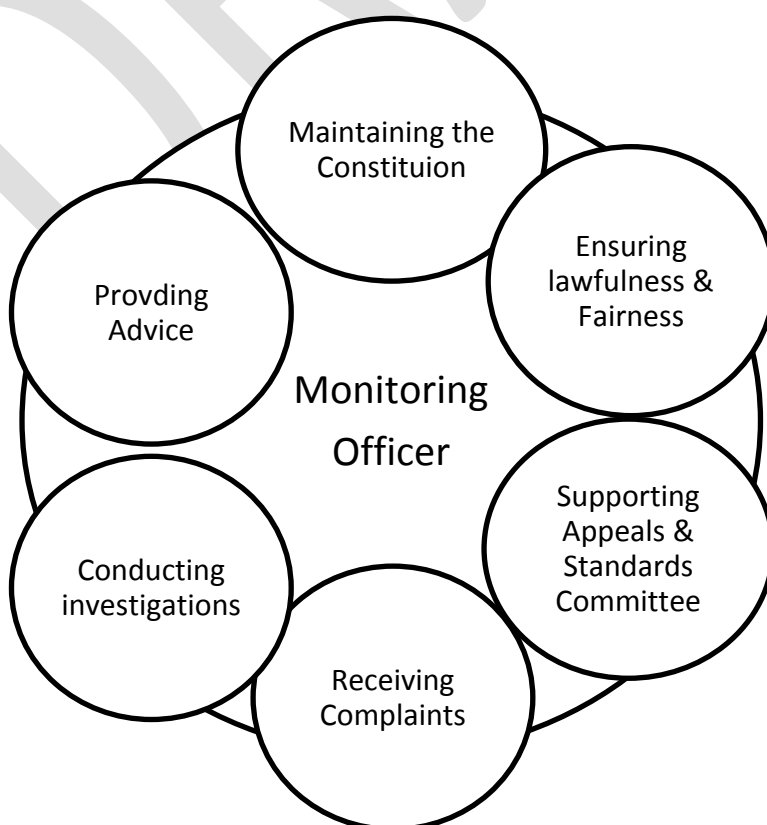 Maintaining the
Constituion
Ensuring
lawfulness &
Fairness
Provding
Advice
Monitoring
Officer
Supporting
Appeals &
Standards
Committee
Conducting
investigations
Receiving
Complaints